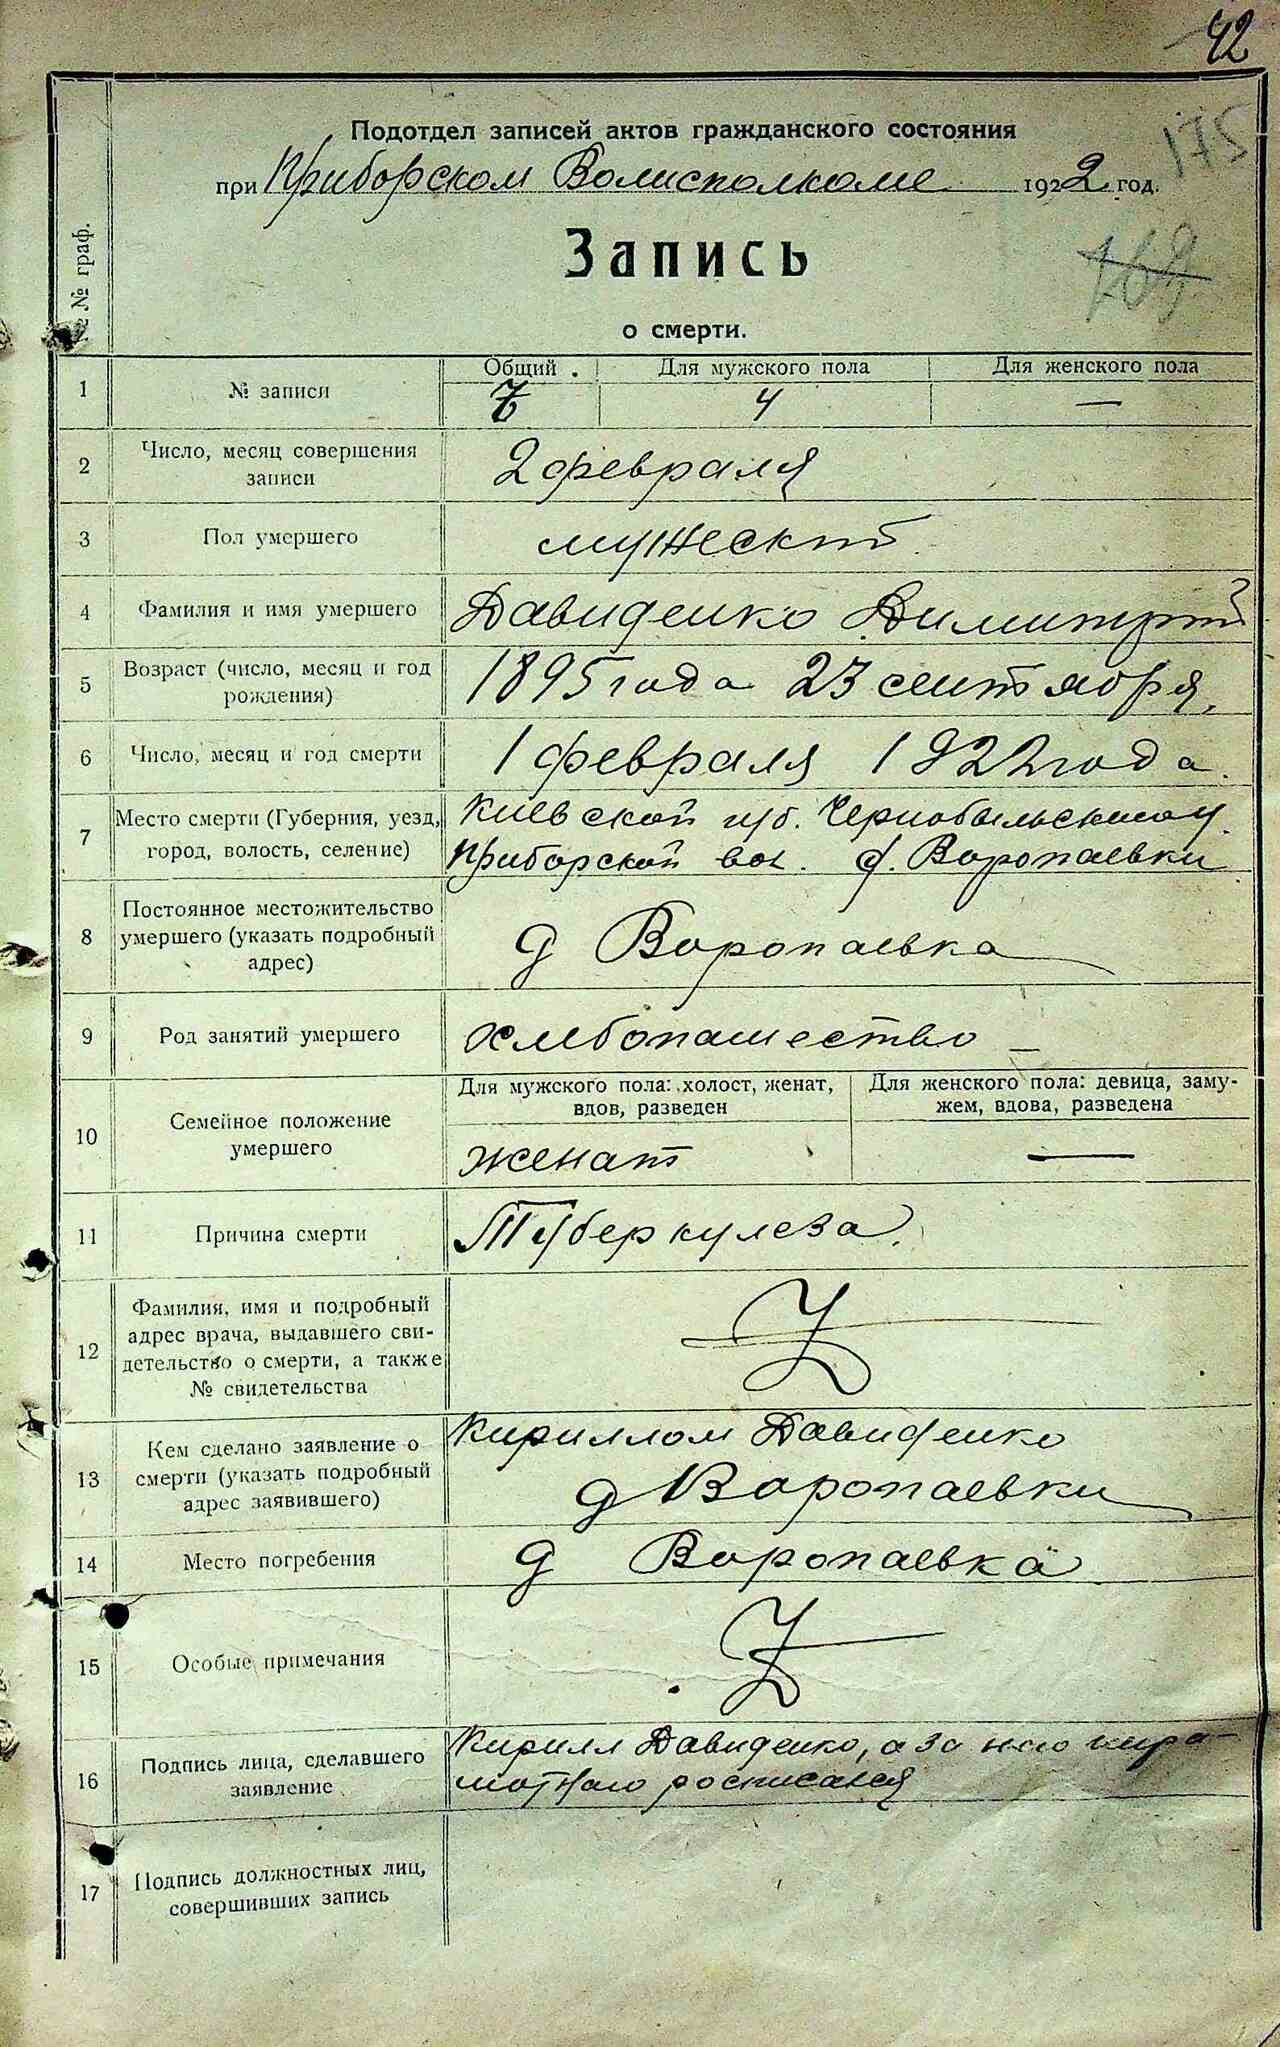 42
Подотдел записей актов гражданского состояния
175
при Приборском Волисполкоме 1922 год.
Запись
169
о смерти.
№№ граф.
1 № записи
Общий . Для мужского пола Для женского пола
7 4 —
2 Число, месяц совершения записи
2 февраля
3 Пол умершего
мужеский
4 Фамилия и имя умершего
Давиденко Димитрий
5 Возраст (число, месяц и год рождения)
1895 года 23 сентября.
6 Число, месяц и год смерти
1 февраля 1922 года.
7 Место смерти (Губерния, уезд, город, волость, селение)
Киевской губ. Чернобыльского у.
Приборской вол. д. Воропаевки
8 Постоянное местожительство умершего (указать подробный адрес)
д Воропаевка
9 Род занятий умершего
хлебопашество —
10 Семейное положение умершего
Для мужского пола: холост, женат, вдов, разведен
Для женского пола: девица, замужем, вдова, разведена
женат —
11 Причина смерти
Туберкулеза.
12 Фамилия, имя и подробный адрес врача, выдавшего свидетельство о смерти, а также № свидетельства
13 Кем сделано заявление о смерти (указать подробный адрес заявившего)
Кириллом Давиденко
д Воропаевки
14 Место погребения
д Воропаевка
15 Особые примечания
16 Подпись лица, сделавшего заявление
Кирилл Давиденко, а за него негра-
мотного росписался
17 Подпись должностных лиц, совершивших запись